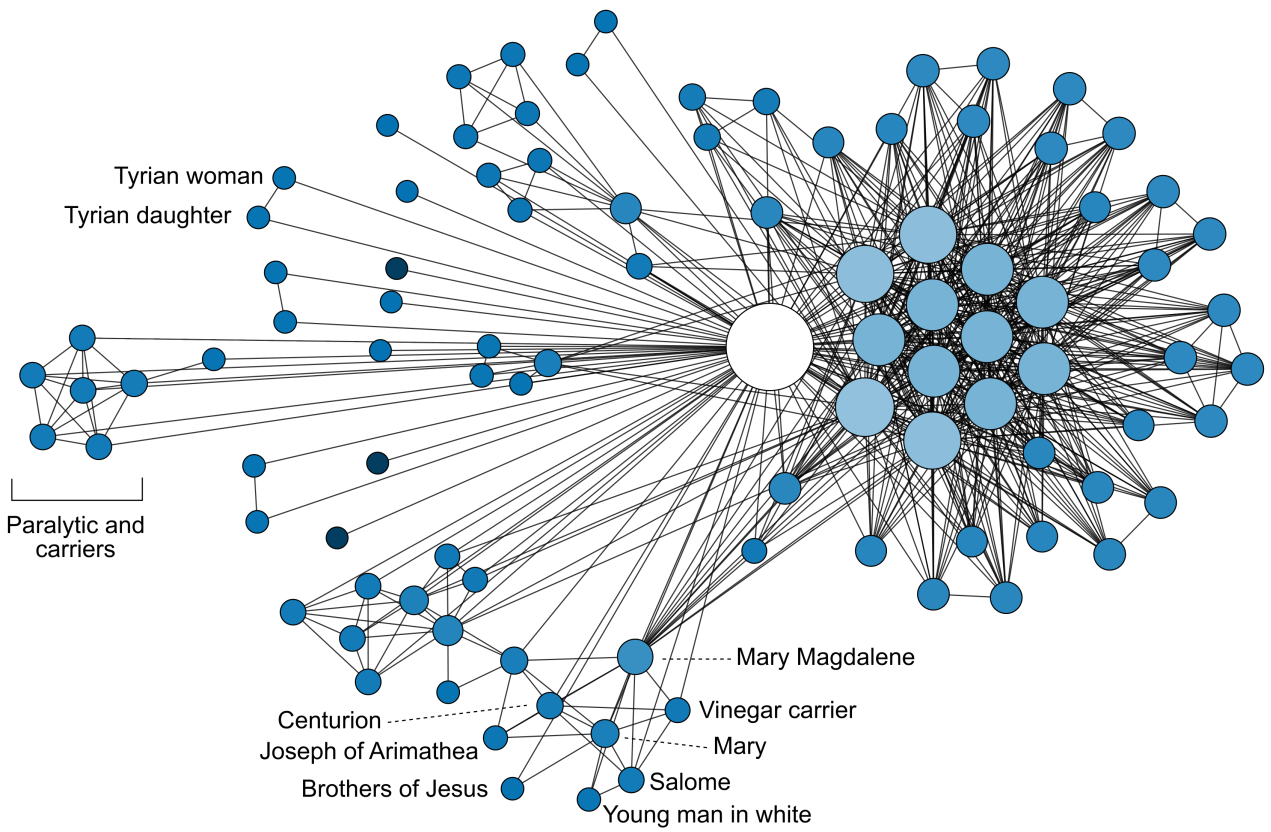 Tyrian woman
Tyrian daughter
Paralytic and
carriers
Mary Magdalene
Vinegar carrier
Centurion
Mary
Joseph of Arimathea
Salome
Brothers of Jesus
Young man in white